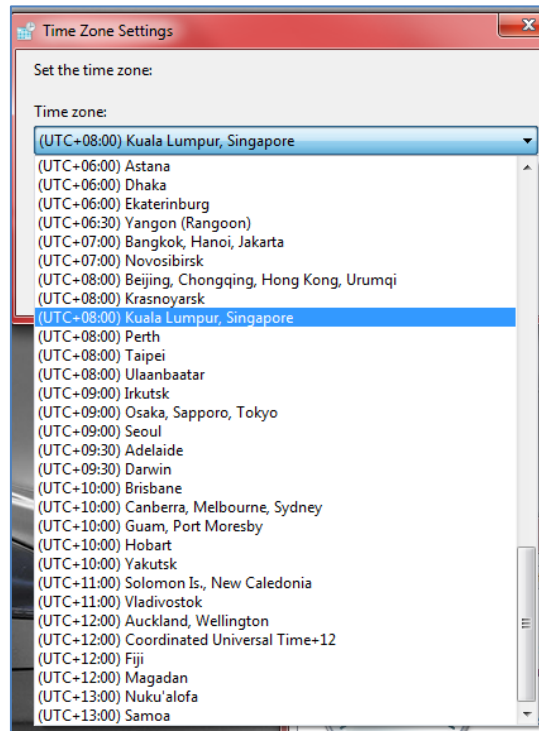 Time Zone Settings
Set the time zone:
Time zone:
(UTC+08:00) Kuala Lumpur, Singapore
(UTC+06:00) Astana
(UTC+06:00) Dhaka
(UTC+06:00) Ekaterinburg
(UTC+06:30) Yangon (Rangoon)
(UTC+07:00) Bangkok, Hanoi, Jakarta
(UTC+07:00) Novosibirsk
(UTC+08:00) Beijing, Chongqing, Hong Kong, Urumqi
(UTC+08:00) Krasnoyarsk
(UTC+08:00) Kuala Lumpur, Singapore
(UTC+08:00) Perth
(UTC+08:00) Taipei
(UTC+08:00) Ulaanbaatar
(UTC+09:00) Irkutsk
(UTC+09:00) Osaka, Sapporo, Tokyo
(UTC+09:00) Seoul
(UTC+09:30) Adelaide
(UTC+09:30) Darwin
(UTC+10:00) Brisbane
(UTC+10:00) Canberra, Melbourne, Sydney
(UTC+10:00) Guam, Port Moresby
(UTC+10:00) Hobart
(UTC+10:00) Yakutsk
(UTC+11:00) Solomon Is., New Caledonia
(UTC+11:00) Vladivostok
(UTC+12:00) Auckland, Wellington
(UTC+12:00) Coordinated Universal Time+12
(UTC+12:00) Fiji
(UTC+12:00) Magadan
(UTC+13:00) Nuku'alofa
(UTC+13:00) Samoa